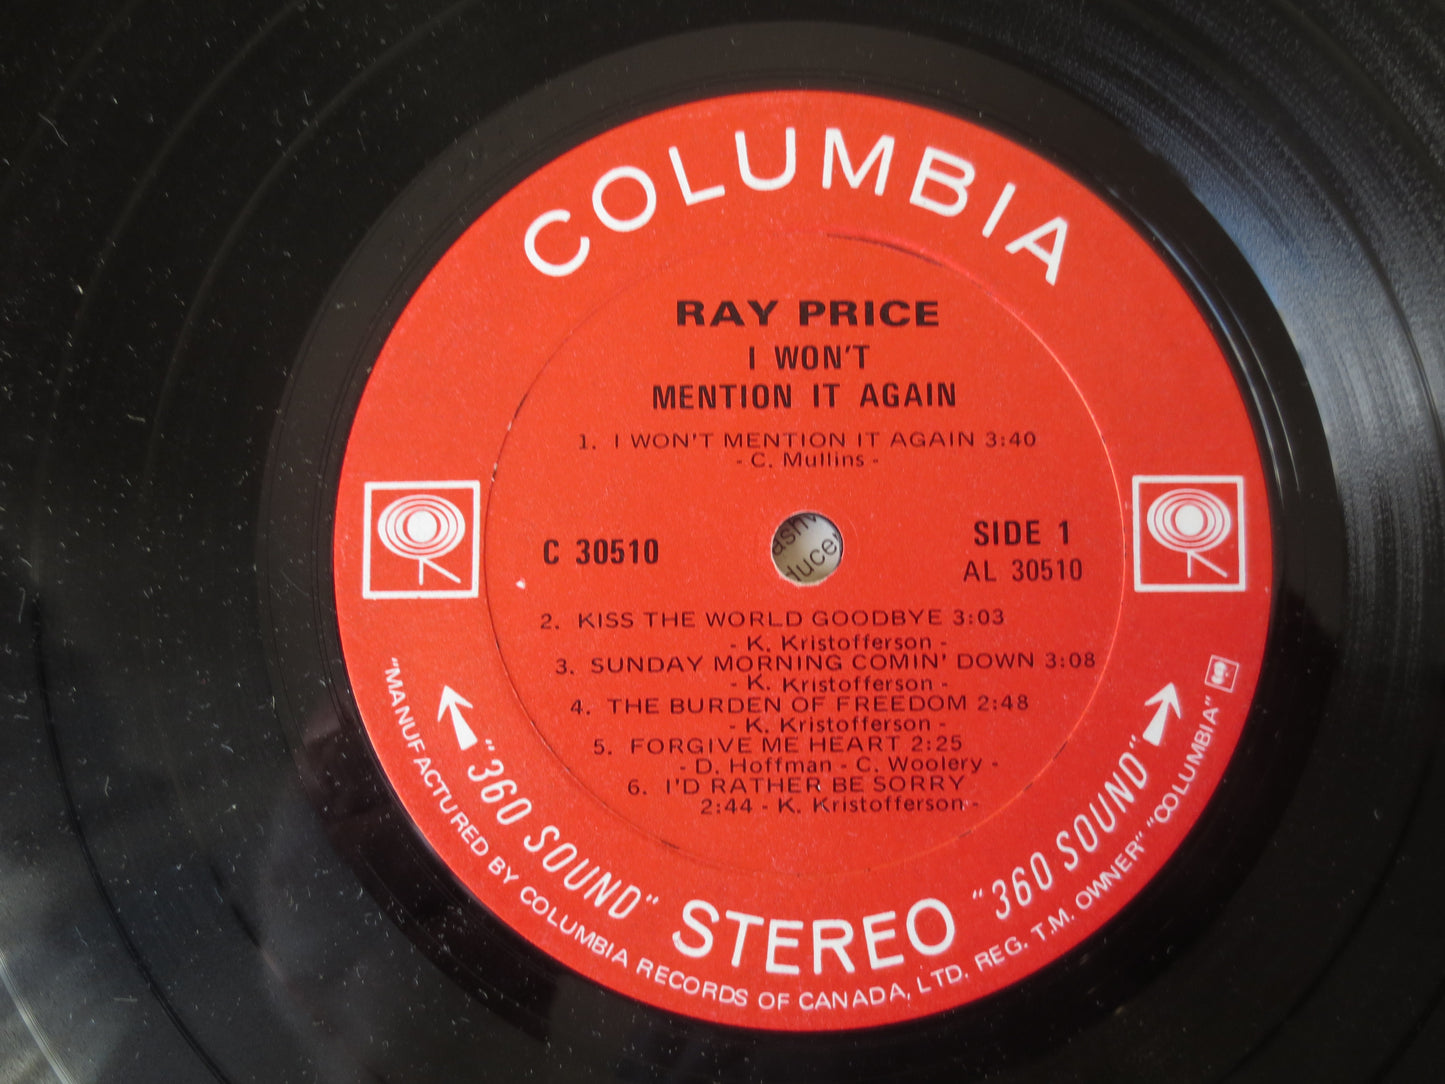 COLUMBIA
RAY PRICE
I WON'T
MENTION IT AGAIN
1. I WON'T MENTION IT AGAIN 3:40
- C. Mullins -
C 30510
SIDE 1
AL 30510
2. KISS THE WORLD GOODBYE 3:03
- K. Kristofferson -
3. SUNDAY MORNING COMIN' DOWN 3:08
- K. Kristofferson -
4. THE BURDEN OF FREEDOM 2:48
- K. Kristofferson -
5. FORGIVE ME HEART 2:25
- D. Hoffman - C. Woolery -
6. I'D RATHER BE SORRY
2:44 - K. Kristofferson -
"360 SOUND" STEREO "360 SOUND"
"MANUFACTURED BY COLUMBIA RECORDS OF CANADA, LTD. REG. T.M. OWNER" "COLUMBIA"